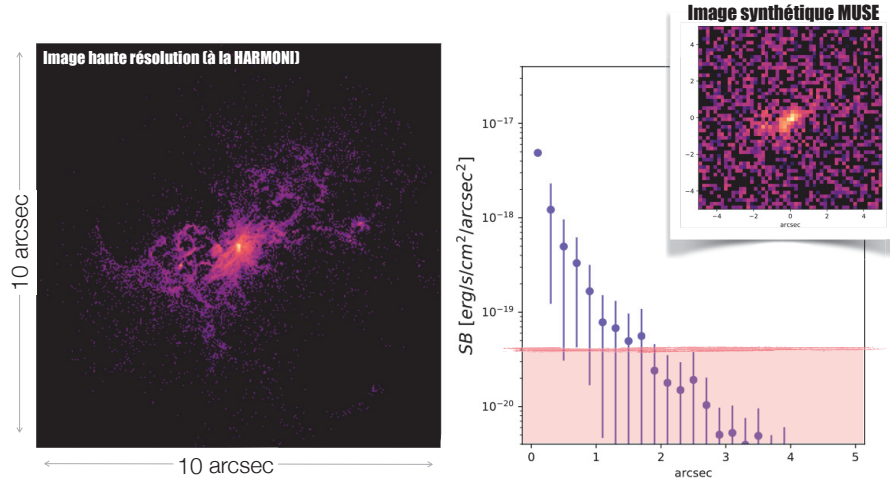 Image haute résolution (à la HARMONI)
10 arcsec
10 arcsec
Image synthétique MUSE
4
2
0
−2
−4
−4
−2
0
2
4
arcsec
SB [erg/s/cm²/arcsec²]
10⁻¹⁷
10⁻¹⁸
10⁻¹⁹
10⁻²⁰
0
1
2
3
4
5
arcsec